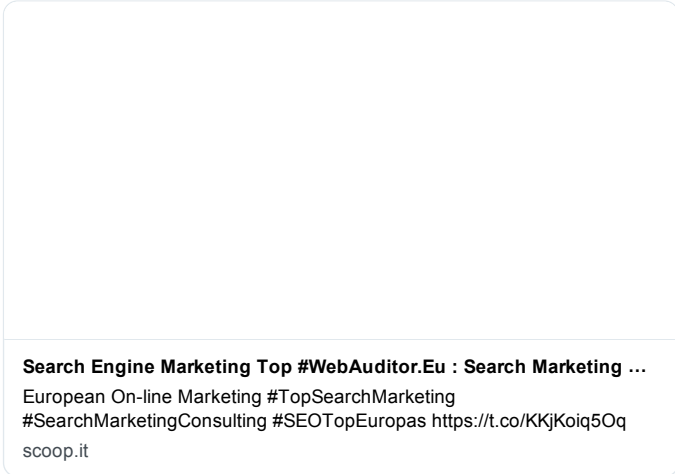 Search Engine Marketing Top #WebAuditor.Eu : Search Marketing …
European On-line Marketing #TopSearchMarketing
#SearchMarketingConsulting #SEOTopEuropas https://t.co/KKjKoiq5Oq
scoop.it